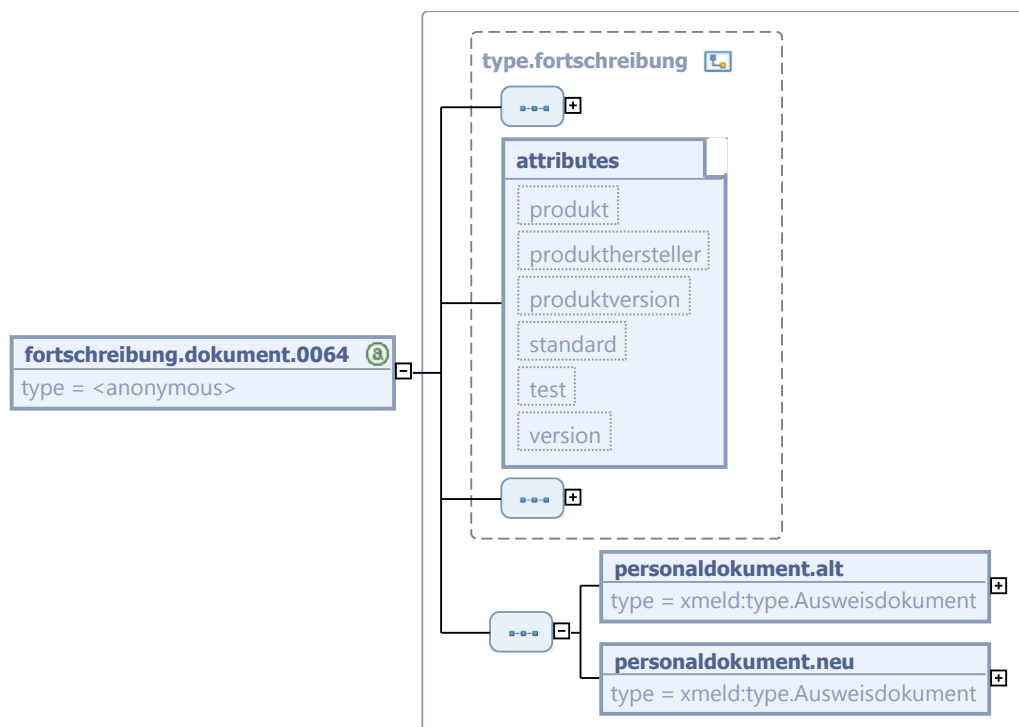 type.fortschreibung
attributes
produkt
produkthersteller
produktversion
standard
test
version
fortschreibung.dokument.0064 @
type = <anonymous>
personaldokument.alt
type = xmeld:type.Ausweisdokument
personaldokument.neu
type = xmeld:type.Ausweisdokument